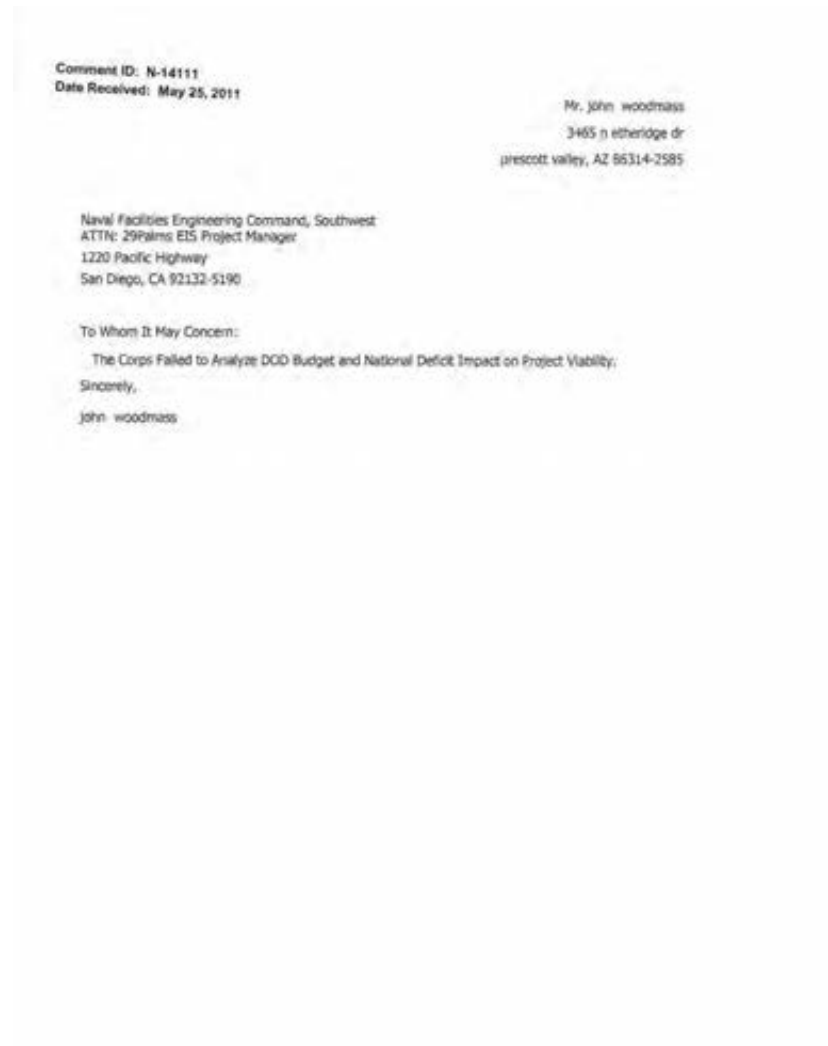 Comment ID: N-14111
Date Received: May 25, 2011
Mr. john woodmass
3465 n etheridge dr
prescott valley, AZ 86314-2585
Naval Facilities Engineering Command, Southwest
ATTN: 29Palms EIS Project Manager
1220 Pacific Highway
San Diego, CA 92132-5190
To Whom It May Concern:
The Corps Failed to Analyze DOD Budget and National Deficit Impact on Project Viability.
Sincerely,
john woodmass